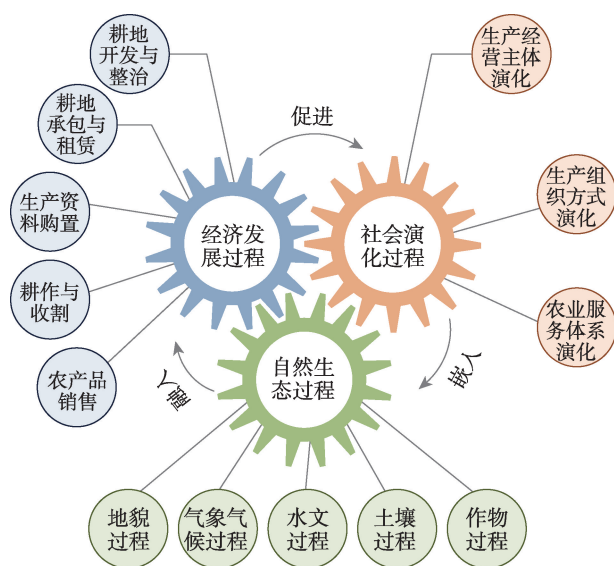 耕地
开发与
整治
耕地
承包与
租赁
生产资
料购置
耕作与
收割
农产品
销售
促进
经济发
展过程
社会演
化过程
自然生
态过程
融入
嵌入
生产经
营主体
演化
生产组
织方式
演化
农业服
务体系
演化
地貌
过程
气象气
候过程
水文
过程
土壤
过程
作物
过程